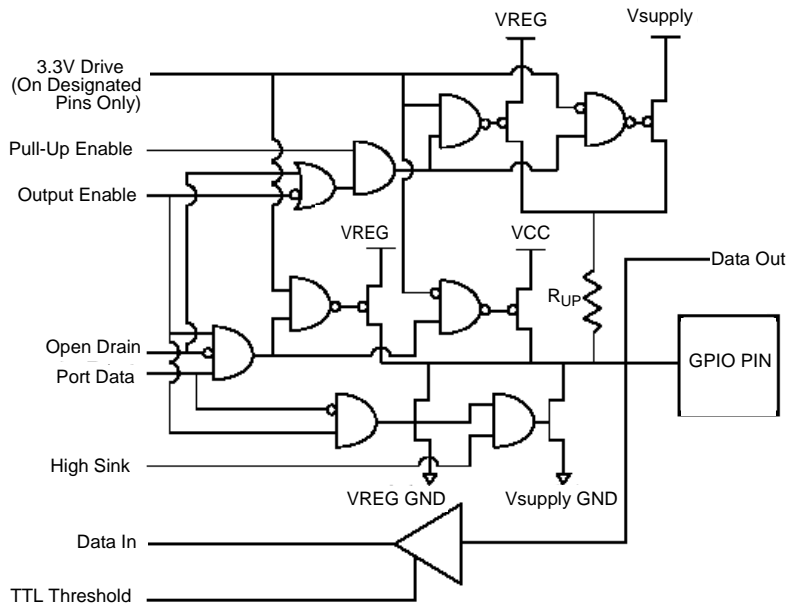 VREG
Vsupply
3.3V Drive
(On Designated
Pins Only)
Pull-Up Enable
Output Enable
VREG
VCC
Data Out
RUP
Open Drain
GPIO PIN
Port Data
High Sink
VREG GND
Vsupply GND
Data In
TTL Threshold